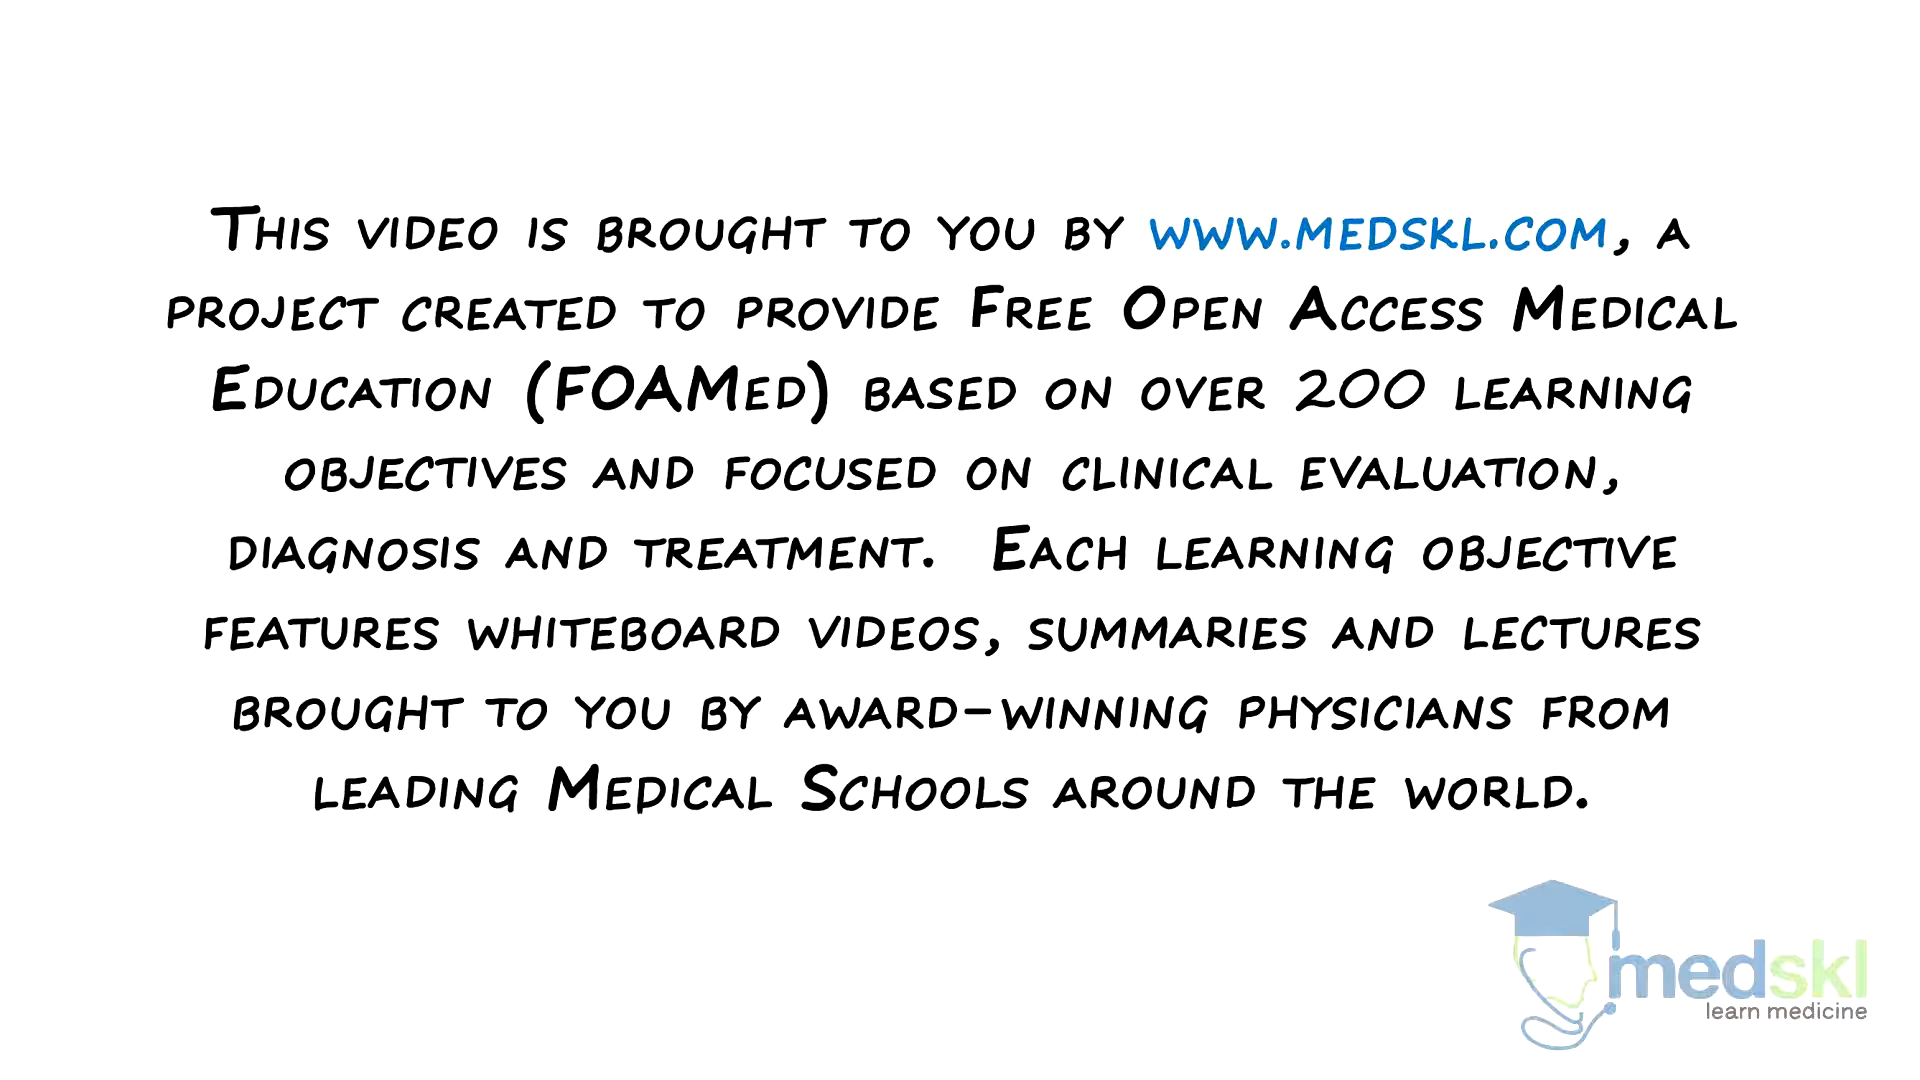 This video is brought to you by www.medskl.com, a
project created to provide Free Open Access Medical
Education (FOAMed) based on over 200 learning
objectives and focused on clinical evaluation,
diagnosis and treatment.  Each learning objective
features whiteboard videos, summaries and lectures
brought to you by award-winning physicians from
leading Medical Schools around the world.
medskl
learn medicine